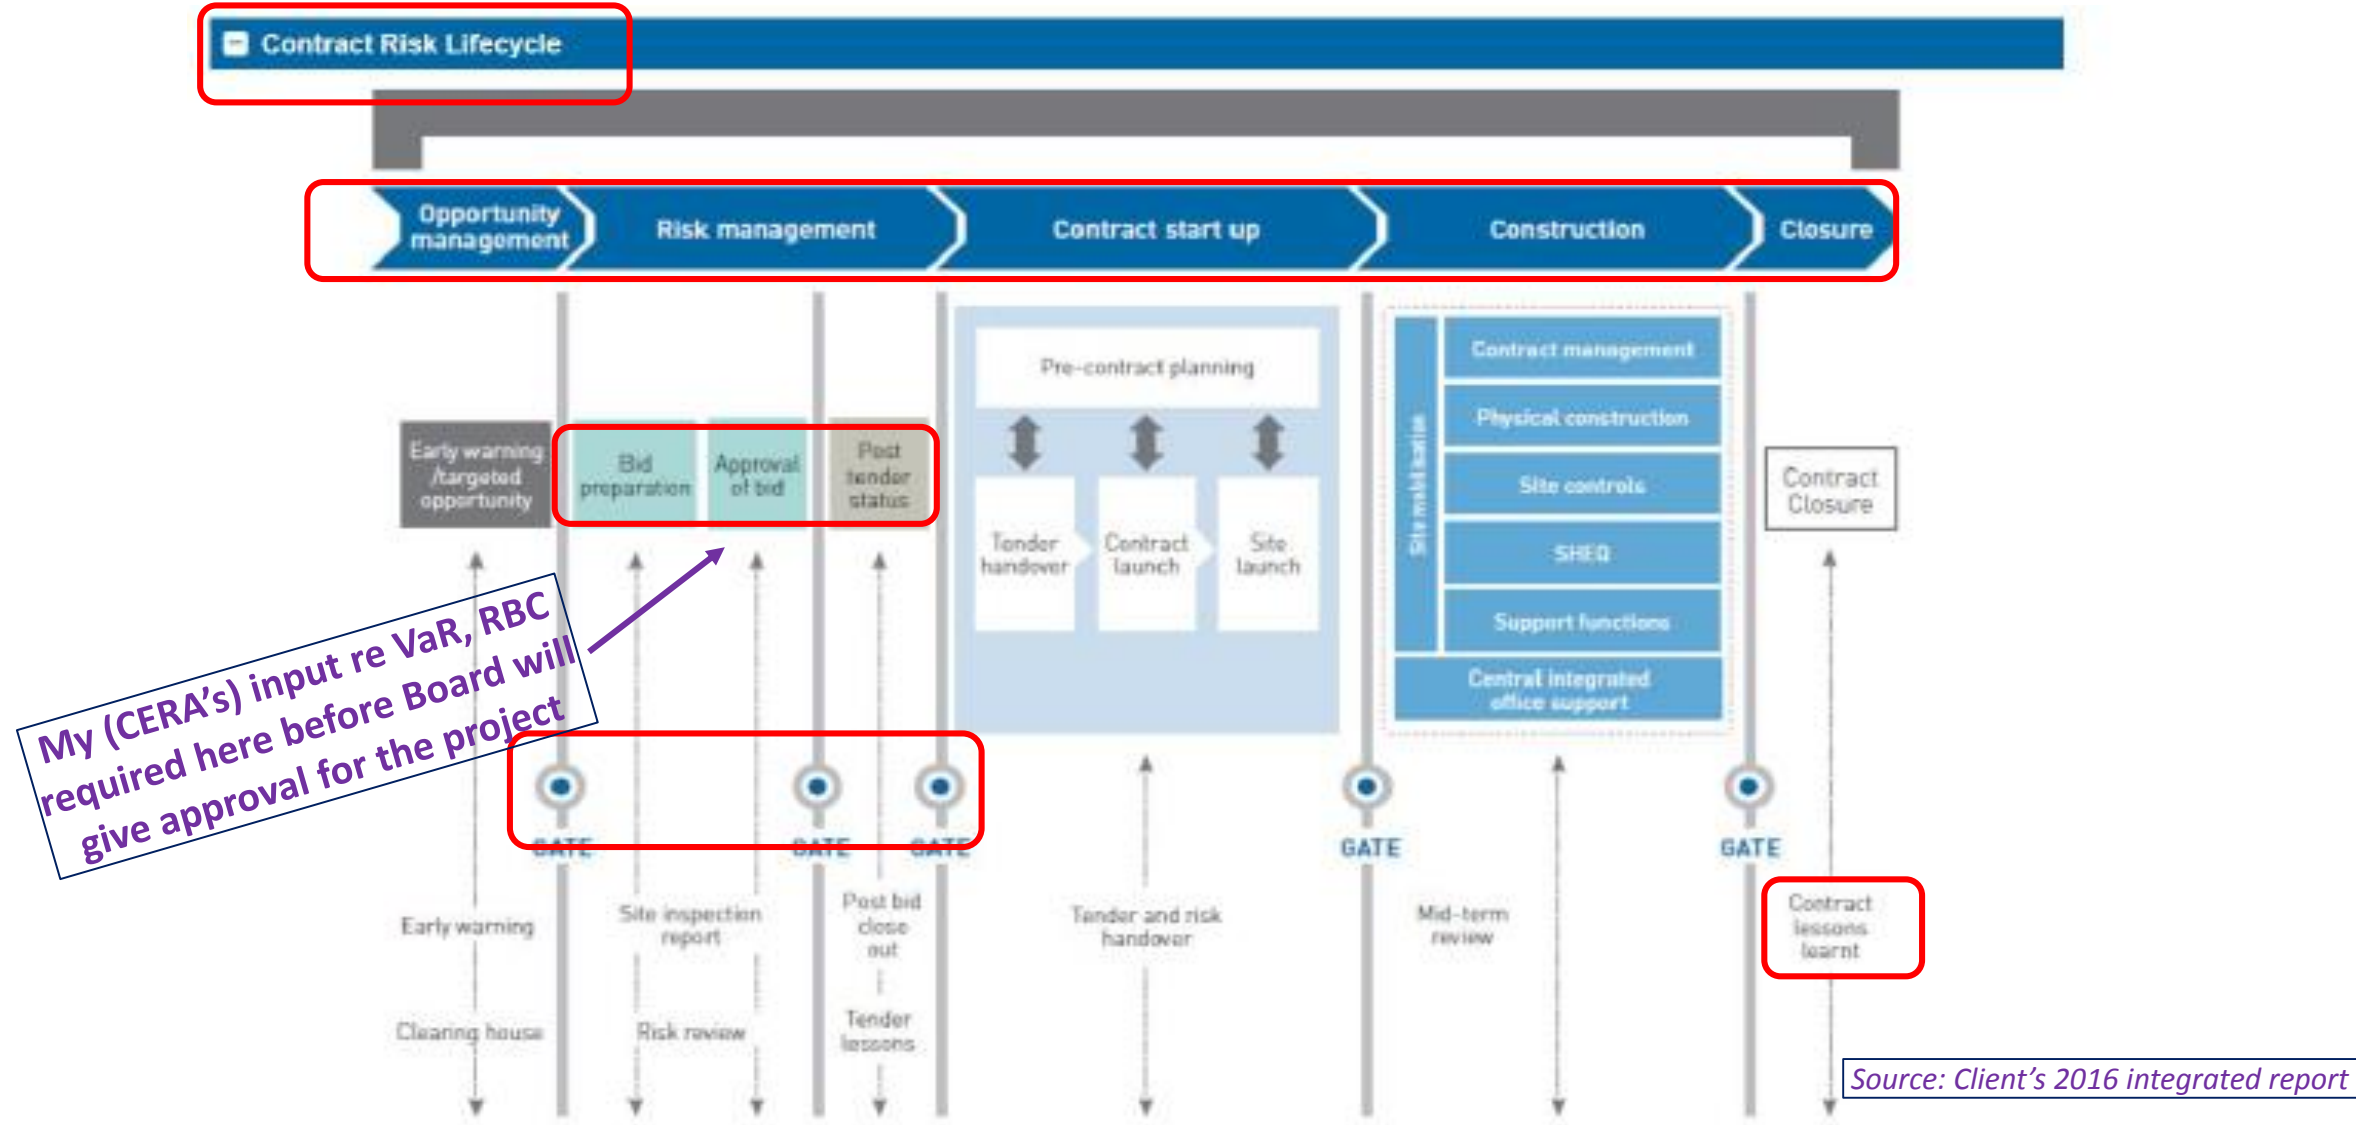 Contract Risk Lifecycle
Opportunity
management
Risk management
Contract start up
Construction
Closure
Early warning
/targeted
opportunity
Bid
preparation
Approval
of bid
Post
tender
status
Pre-contract planning
Tender
handover
Contract
launch
Site
launch
Site mobilisation
Contract management
Physical construction
Site controls
SHEQ
Support functions
Central integrated
office support
Contract
Closure
My (CERA's) input re VaR, RBC
required here before Board will
give approval for the project
GATE
GATE
GATE
GATE
GATE
Early warning
Site inspection
report
Post bid
close
out
Tender and risk
handover
Mid-term
review
Contract
lessons
learnt
Clearing house
Risk review
Tender
lessons
Source: Client's 2016 integrated report